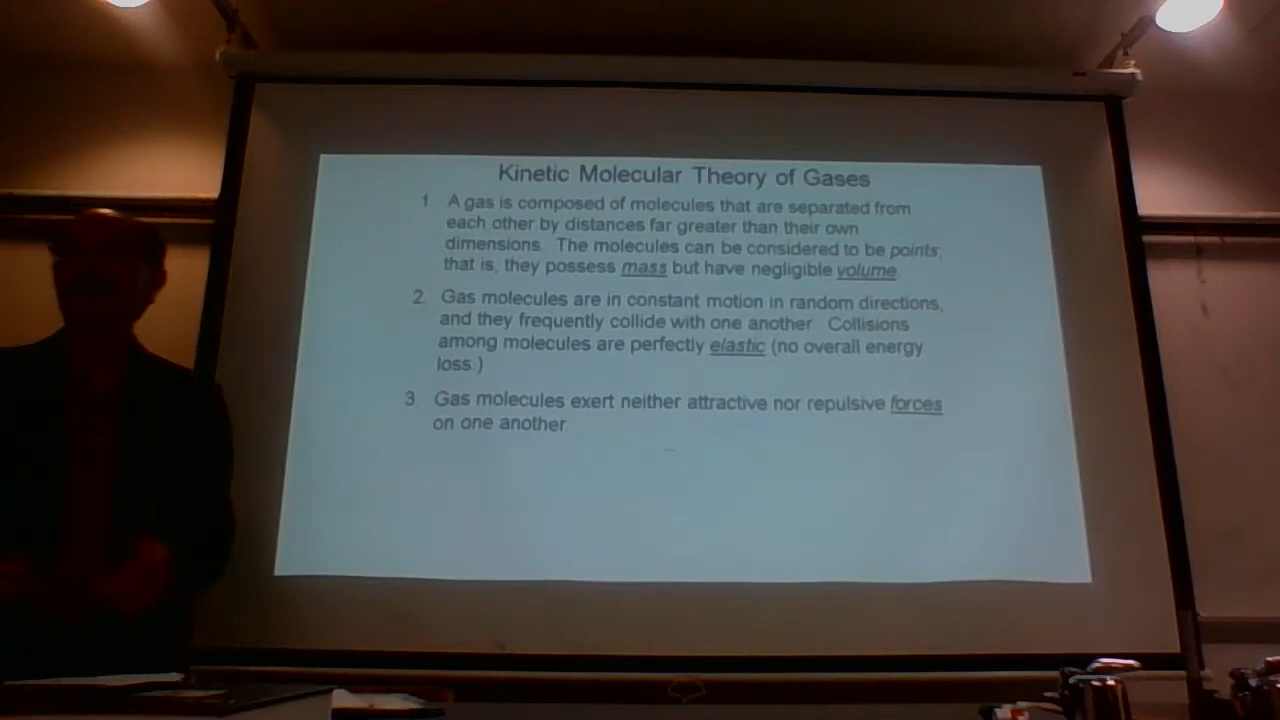 Kinetic Molecular Theory of Gases
1 A gas is composed of molecules that are separated from
each other by distances far greater than their own
dimensions. The molecules can be considered to be points;
that is, they possess mass but have negligible volume.
2. Gas molecules are in constant motion in random directions,
and they frequently collide with one another. Collisions
among molecules are perfectly elastic (no overall energy
loss.)
3. Gas molecules exert neither attractive nor repulsive forces
on one another.